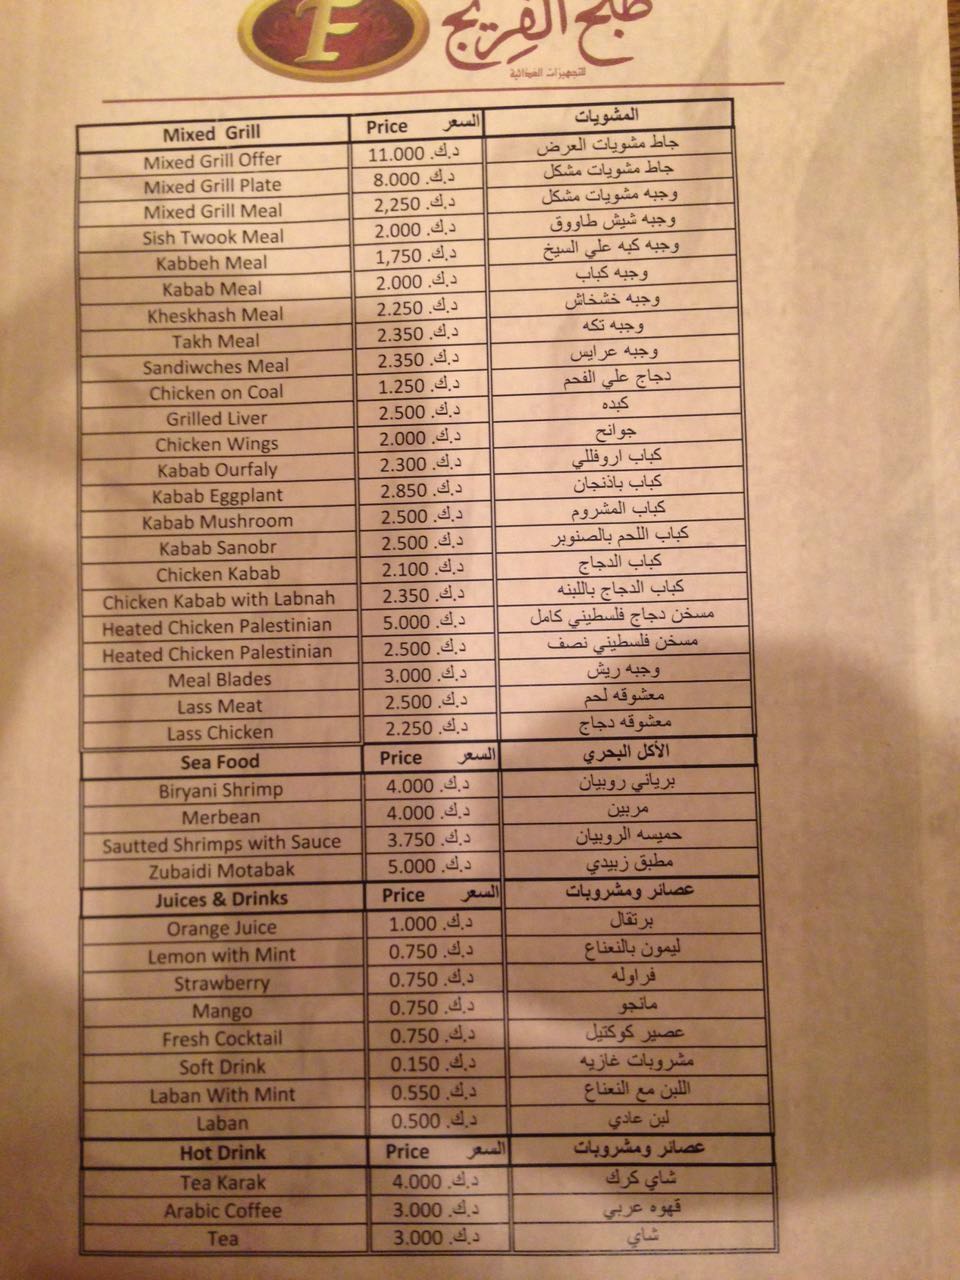 F
طبخ الفريج
للتجهيزات الغذائية
Mixed Grill Price السعر المشويات
Mixed Grill Offer 11.000 د.ك. جاط مشويات العرض
Mixed Grill Plate 8.000 د.ك. جاط مشويات مشكل
Mixed Grill Meal 2,250 د.ك. وجبه مشويات مشكل
Sish Twook Meal 2.000 د.ك. وجبه شيش طاووق
Kabbeh Meal 1,750 د.ك. وجبه كبه علي السيخ
Kabab Meal 2.000 د.ك. وجبه كباب
Kheskhash Meal 2.250 د.ك. وجبه خشخاش
Takh Meal 2.350 د.ك. وجبه تكه
Sandiwches Meal 2.350 د.ك. وجبه عرايس
Chicken on Coal 1.250 د.ك. دجاج علي الفحم
Grilled Liver 2.500 د.ك. كبده
Chicken Wings 2.000 د.ك. جوانح
Kabab Ourfaly 2.300 د.ك. كباب اروفللي
Kabab Eggplant 2.850 د.ك. كباب باذنجان
Kabab Mushroom 2.500 د.ك. كباب المشروم
Kabab Sanobr 2.500 د.ك. كباب اللحم بالصنوبر
Chicken Kabab 2.100 د.ك. كباب الدجاج
Chicken Kabab with Labnah 2.350 د.ك. كباب الدجاج باللبنه
Heated Chicken Palestinian 5.000 د.ك. مسخن دجاج فلسطيني كامل
Heated Chicken Palestinian 2.500 د.ك. مسخن فلسطيني نصف
Meal Blades 3.000 د.ك. وجبه ريش
Lass Meat 2.500 د.ك. معشوقه لحم
Lass Chicken 2.250 د.ك. معشوقه دجاج
Sea Food Price السعر الأكل البحري
Biryani Shrimp 4.000 د.ك. برياني روبيان
Merbean 4.000 د.ك. مربين
Sautted Shrimps with Sauce 3.750 د.ك. حميسه الروبيان
Zubaidi Motabak 5.000 د.ك. مطبق زبيدي
Juices & Drinks Price السعر عصائر ومشروبات
Orange Juice 1.000 د.ك. برتقال
Lemon with Mint 0.750 د.ك. ليمون بالنعناع
Strawberry 0.750 د.ك. فراوله
Mango 0.750 د.ك. مانجو
Fresh Cocktail 0.750 د.ك. عصير كوكتيل
Soft Drink 0.150 د.ك. مشروبات غازيه
Laban With Mint 0.550 د.ك. اللبن مع النعناع
Laban 0.500 د.ك. لبن عادي
Hot Drink Price السعر عصائر ومشروبات
Tea Karak 4.000 د.ك. شاي كرك
Arabic Coffee 3.000 د.ك. قهوه عربي
Tea 3.000 د.ك. شاي